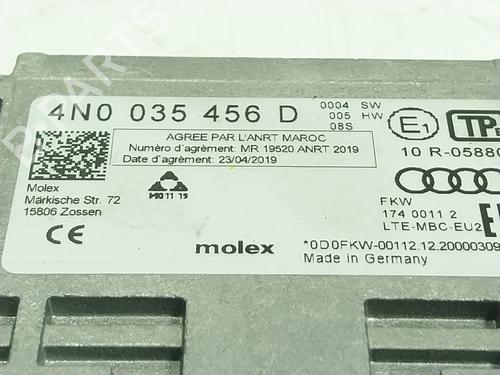 4N0 035 456 D
0004 SW
005 HW
08S
E1
TP
10 R-0588
AGREE PAR L'ANRT MAROC
Numéro d'agrément: MR 19520 ANRT 2019
Date d'agrément: 23/04/2019
Molex
Märkische Str. 72
15806 Zossen
CE
molex
FKW
174 0011 2
LTE-MBC-EU2
*0D0FKW-00112.12.20000309
Made in Germany